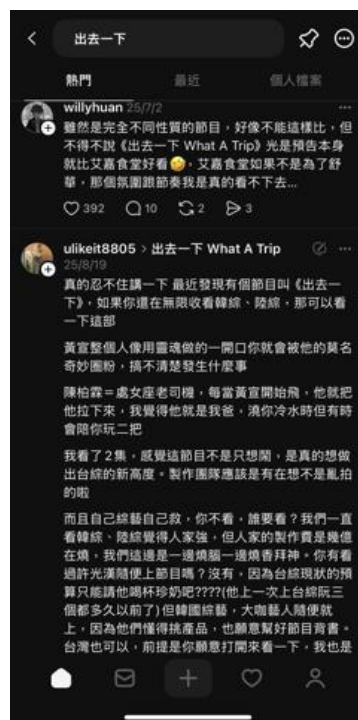 出去一下
熱門 最近 個人檔案
willyhuan 25/7/2
雖然是完全不同性質的節目，好像不能這樣比，但
不得不說《出去一下 What A Trip》光是預告本身
就比艾嘉食堂好看🤣，艾嘉食堂如果不是為了舒
華，那個氛圍跟節奏我是真的看不下去...
392 10 2 3
ulikeit8805 > 出去一下 What A Trip
25/8/19
真的忍不住講一下 最近發現有個節目叫《出去一
下》，如果你還在無限收看韓綜、陸綜，那可以看
一下這部
黃宣整個人像用靈魂做的一開口你就會被他的莫名
奇妙圈粉，搞不清楚發生什麼事
陳柏霖＝處女座老司機，每當黃宣開始飛，他就把
他拉下來，我覺得他就是我爸，澆你冷水時但有時
會陪你玩二把
我看了2集，感覺這節目不是只想鬧，是真的想做
出台綜的新高度。製作團隊應該是有在想不是亂拍
的啦
而且自己綜藝自己救，你不看，誰要看？我們一直
看韓綜、陸綜覺得人家強，但人家的製作費是幾億
在燒，我們這邊是一邊燒腦一邊燒香拜神。你有看
過許光漢隨便上節目嗎？沒有，因為台綜現狀的預
算只能請他喝杯珍奶吧????(他上一次上台綜阮三
個都多久以前了)但韓國綜藝，大咖藝人隨便就
上，因為他們懂得挑產品，也願意幫好節目背書。
台灣也可以，前提是你願意打開來看一下，我也是